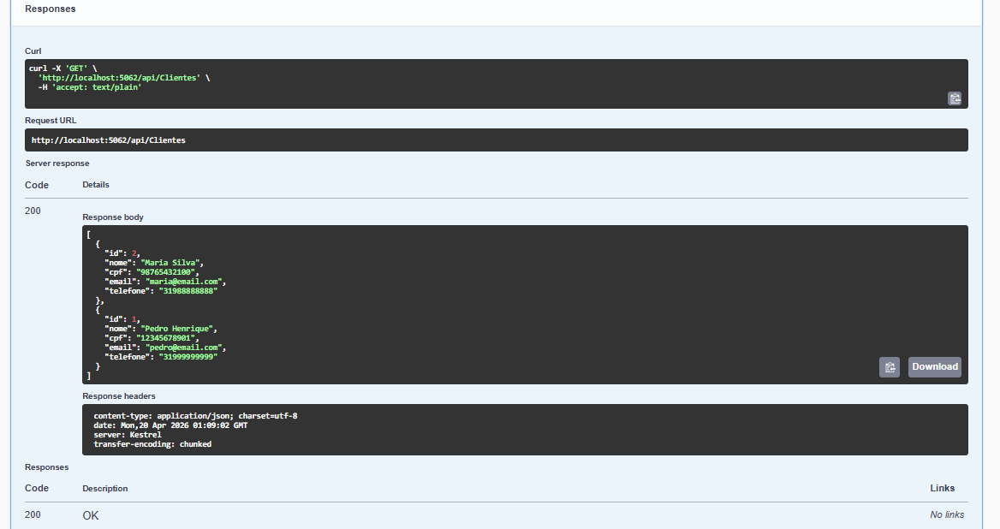 Responses
Curl
curl -X 'GET' \
'http://localhost:5062/api/Clientes' \
-H 'accept: text/plain'
Request URL
http://localhost:5062/api/Clientes
Server response
Code Details
200
Response body
[
{
"id": 2,
"nome": "Maria Silva",
"cpf": "98765432100",
"email": "maria@email.com",
"telefone": "31988888888"
},
{
"id": 1,
"nome": "Pedro Henrique",
"cpf": "12345678901",
"email": "pedro@email.com",
"telefone": "31999999999"
}
]
Download
Response headers
content-type: application/json; charset=utf-8
date: Mon,20 Apr 2026 01:09:02 GMT
server: Kestrel
transfer-encoding: chunked
Responses
Code Description Links
200 OK No links